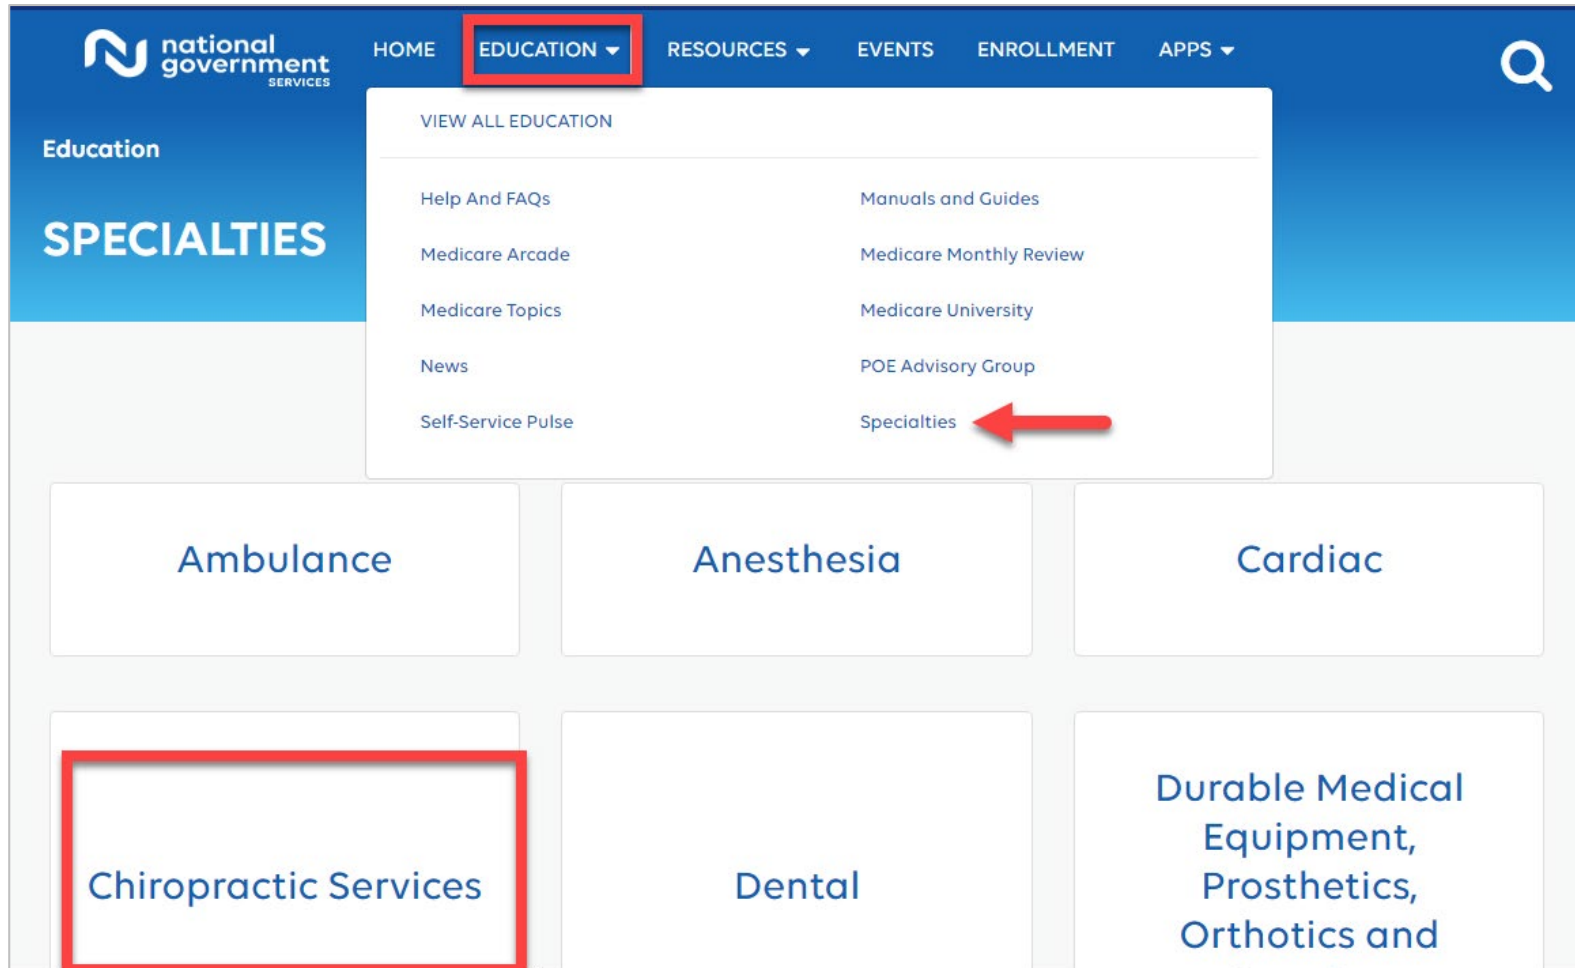 national
government
SERVICES
HOME
EDUCATION
RESOURCES
EVENTS
ENROLLMENT
APPS
VIEW ALL EDUCATION
Education
SPECIALTIES
Help And FAQs
Manuals and Guides
Medicare Arcade
Medicare Monthly Review
Medicare Topics
Medicare University
News
POE Advisory Group
Self-Service Pulse
Specialties
Ambulance
Anesthesia
Cardiac
Chiropractic Services
Dental
Durable Medical
Equipment,
Prosthetics,
Orthotics and